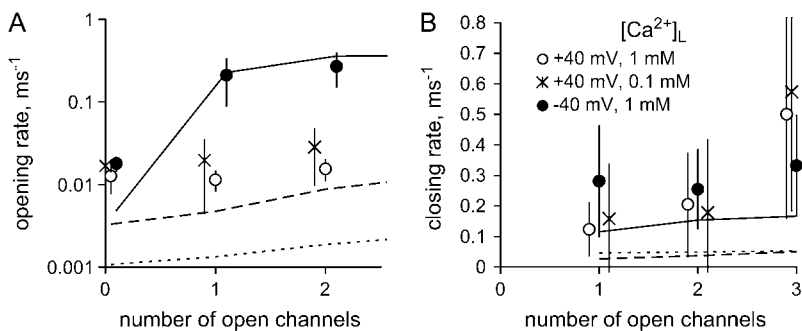 A
opening rate, ms⁻¹
1
0.1
0.01
0.001
0
1
2
number of open channels
B
closing rate, ms⁻¹
[Ca²⁺]L
+40 mV, 1 mM
+40 mV, 0.1 mM
-40 mV, 1 mM
0.8
0.7
0.6
0.5
0.4
0.3
0.2
0.1
0
0
1
2
3
number of open channels